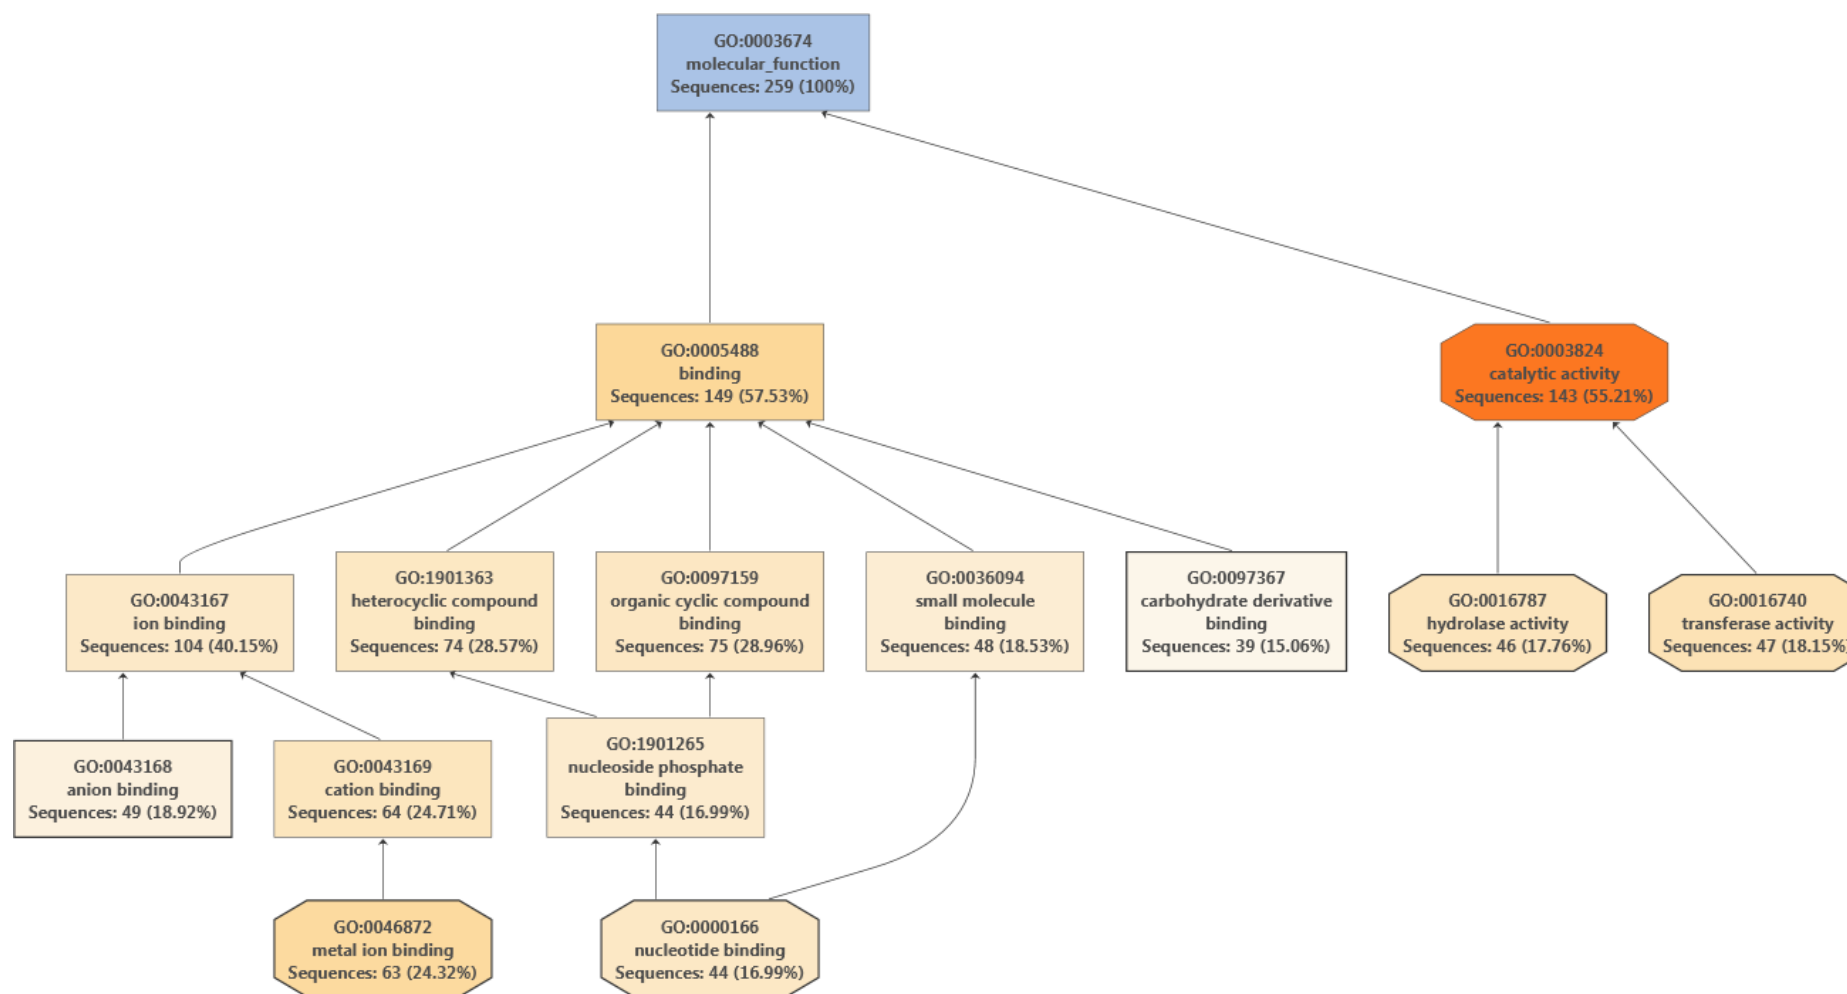 GO:0003674
molecular_function
Sequences: 259 (100%)
GO:0005488
binding
Sequences: 149 (57.53%)
GO:0003824
catalytic activity
Sequences: 143 (55.21%)
GO:0043167
ion binding
Sequences: 104 (40.15%)
GO:1901363
heterocyclic compound
binding
Sequences: 74 (28.57%)
GO:0097159
organic cyclic compound
binding
Sequences: 75 (28.96%)
GO:0036094
small molecule
binding
Sequences: 48 (18.53%)
GO:0097367
carbohydrate derivative
binding
Sequences: 39 (15.06%)
GO:0016787
hydrolase activity
Sequences: 46 (17.76%)
GO:0016740
transferase activity
Sequences: 47 (18.15%)
GO:0043168
anion binding
Sequences: 49 (18.92%)
GO:0043169
cation binding
Sequences: 64 (24.71%)
GO:1901265
nucleoside phosphate
binding
Sequences: 44 (16.99%)
GO:0046872
metal ion binding
Sequences: 63 (24.32%)
GO:0000166
nucleotide binding
Sequences: 44 (16.99%)